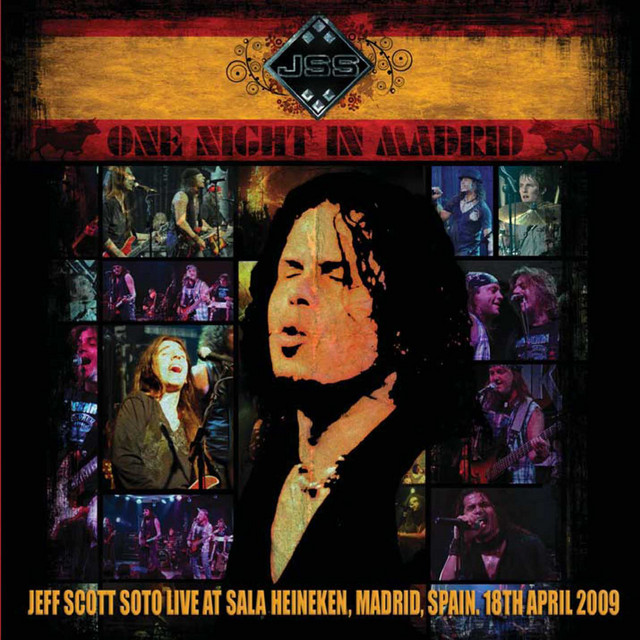 JSS
ONE NIGHT IN MADRID
JEFF SCOTT SOTO LIVE AT SALA HEINEKEN, MADRID, SPAIN. 18TH APRIL 2009